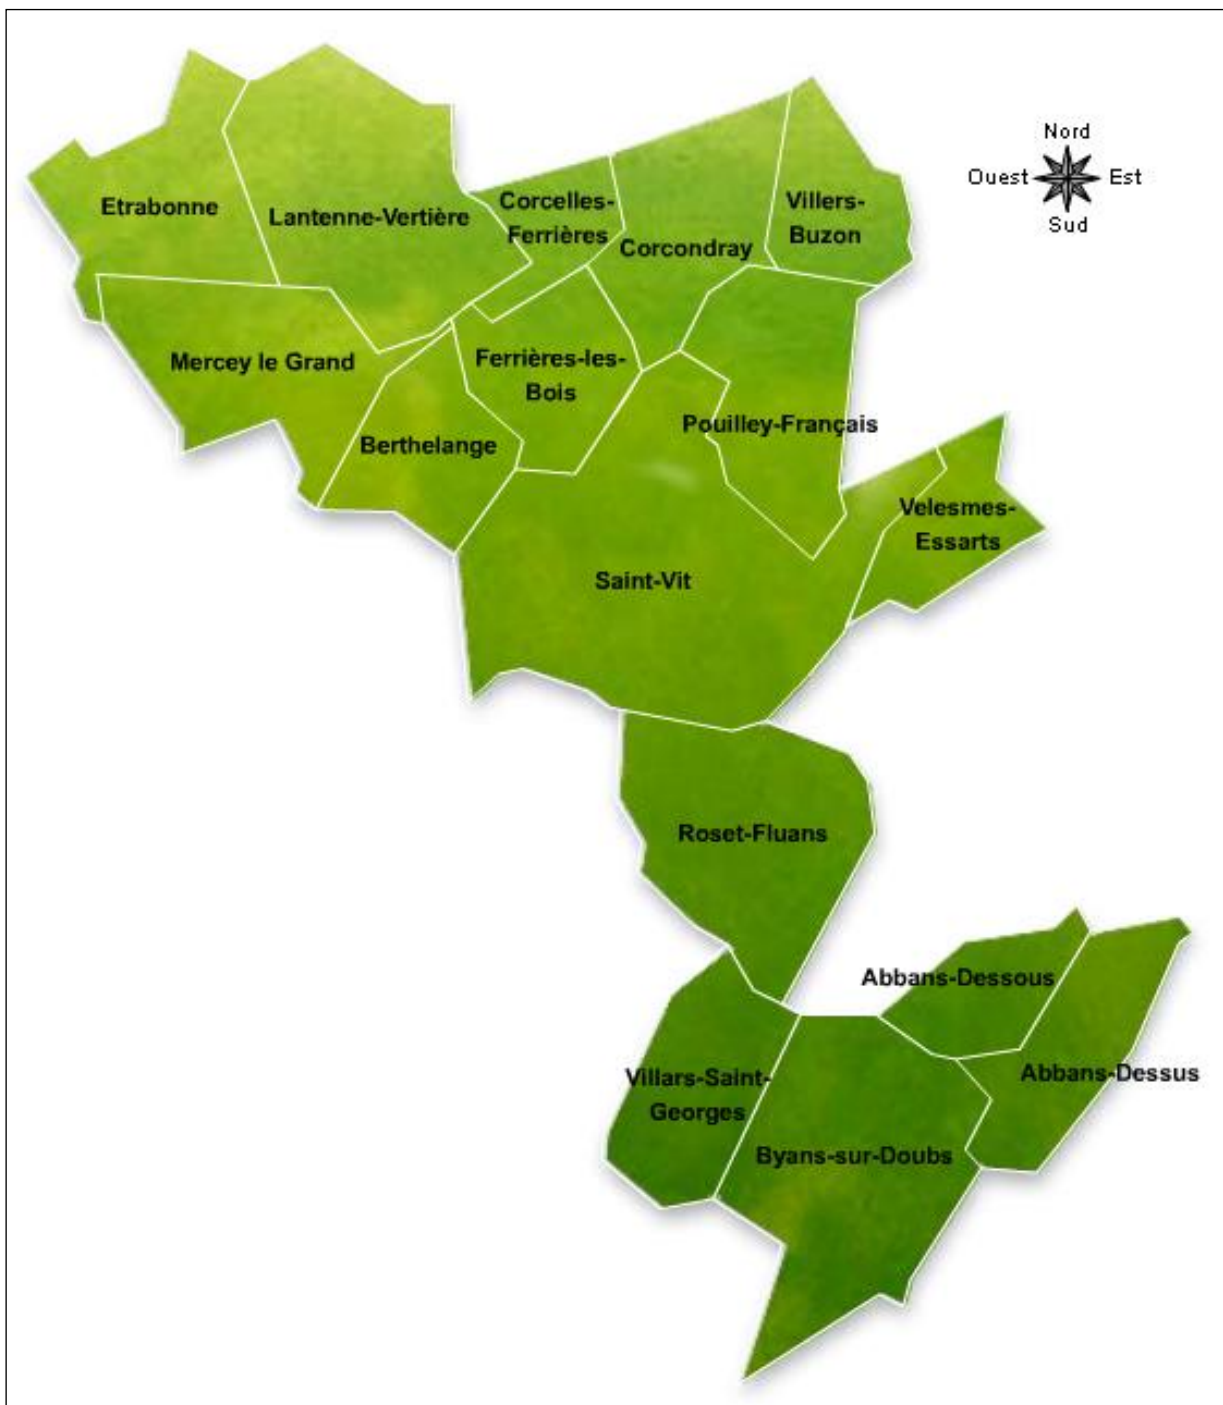 Nord
Ouest Est
Sud
Etrabonne
Lantenne-Vertière
Corcelles-
Ferrières
Villers-
Buzon
Corcondray
Mercey le Grand
Ferrières-les-
Bois
Pouilley-Français
Berthelange
Velesmes-
Essarts
Saint-Vit
Roset-Fluans
Abbans-Dessous
Abbans-Dessus
Villars-Saint-
Georges
Byans-sur-Doubs